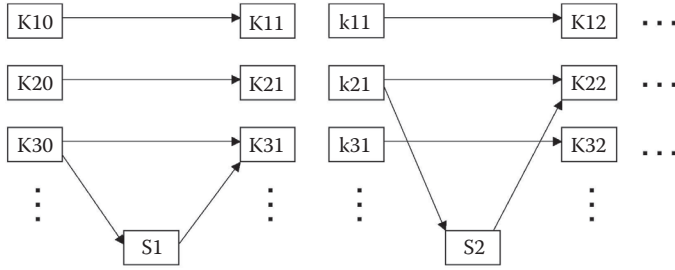 K10 K11 k11 K12 ...
K20 K21 k21 K22 ...
K30 K31 k31 K32 ...
S1 S2